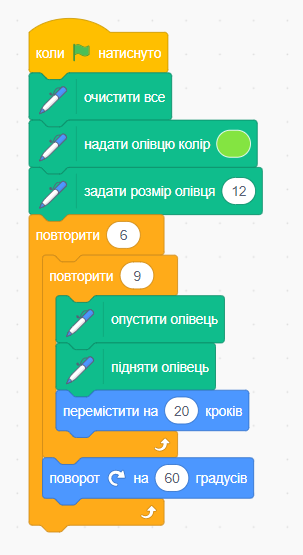 коли натиснуто
очистити все
надати олівцю колір
задати розмір олівця 12
повторити 6
повторити 9
опустити олівець
підняти олівець
перемістити на 20 кроків
поворот на 60 градусів